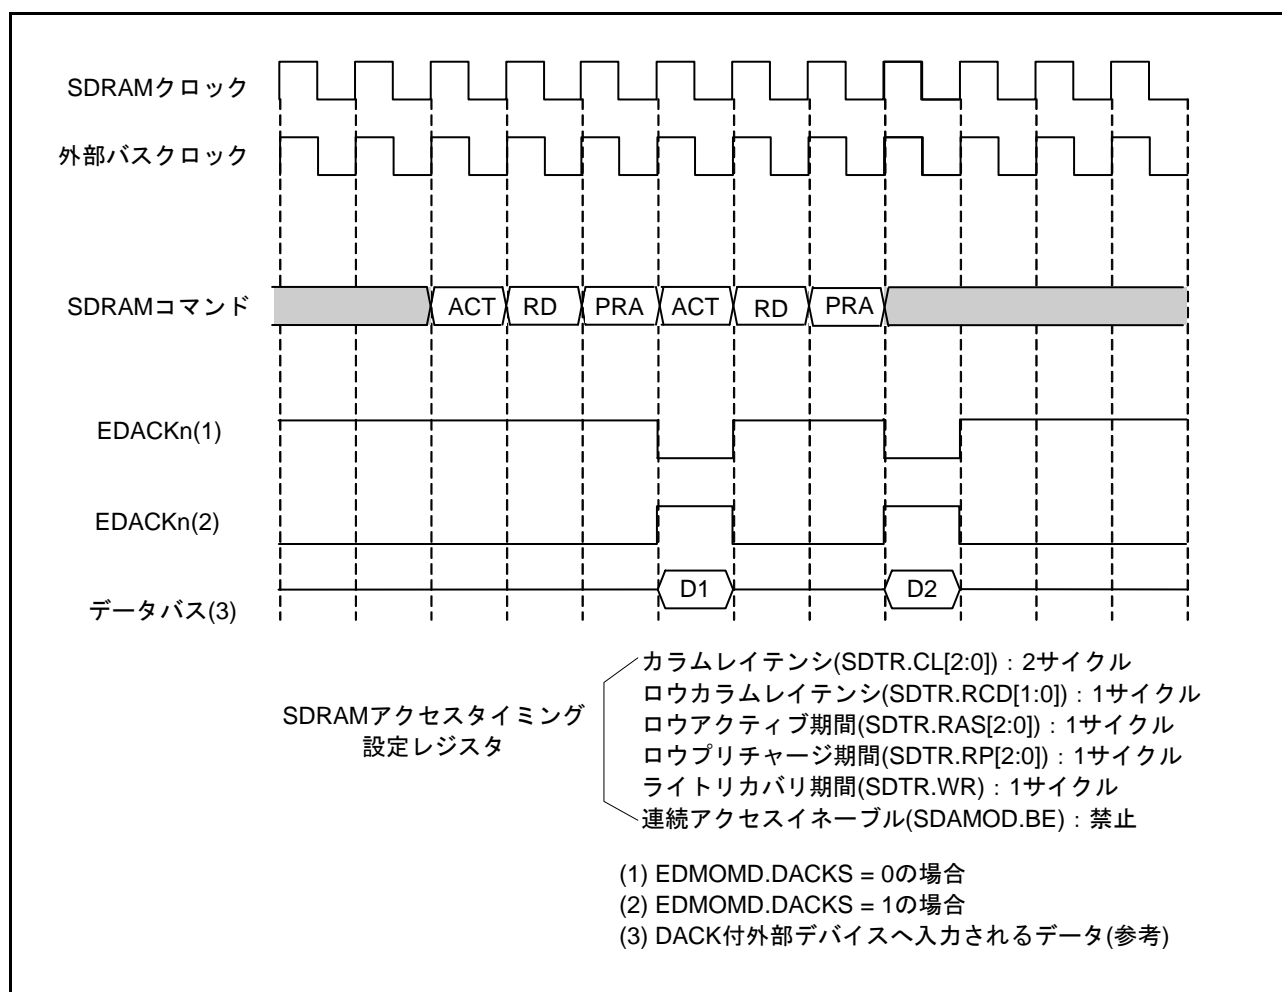 SDRAMクロック
外部バスクロック
SDRAMコマンド
ACT RD PRA ACT RD PRA
EDACKn(1)
EDACKn(2)
データバス(3)
D1 D2
SDRAMアクセスタイミング
設定レジスタ
カラムレイテンシ(SDTR.CL[2:0])：2サイクル
ロウカラムレイテンシ(SDTR.RCD[1:0])：1サイクル
ロウアクティブ期間(SDTR.RAS[2:0])：1サイクル
ロウプリチャージ期間(SDTR.RP[2:0])：1サイクル
ライトリカバリ期間(SDTR.WR)：1サイクル
連続アクセスイネーブル(SDAMOD.BE)：禁止
(1) EDMOMD.DACKS = 0の場合
(2) EDMOMD.DACKS = 1の場合
(3) DACK付外部デバイスへ入力されるデータ(参考)